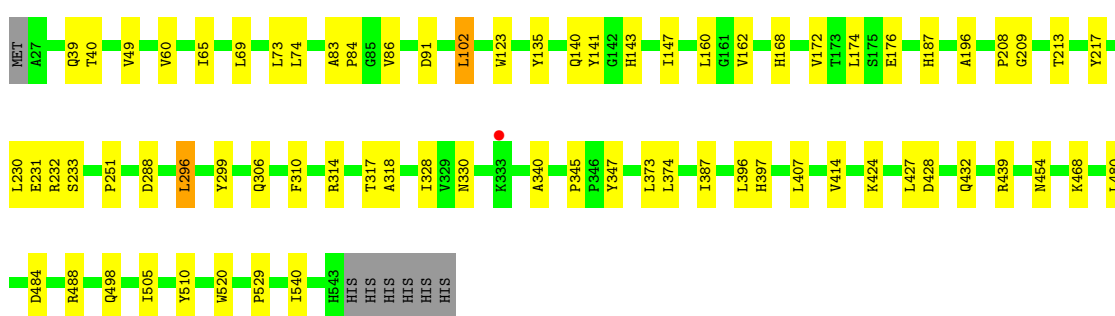 MET A27 Q39 T40 V49 V60 I65 L69 L73 L74 A83 P84 G85 V86 D91 L102 W123 Y135 Q140 Y141 G142 H143 I147 L160 G161 V162 H168 V172 T173 L174 S175 E176 H187 A196 P208 G209 T213 Y217
L230 E231 R232 S233 P251 D288 L296 Y299 Q306 F310 R314 T317 A318 I328 V329 N330 K333 A340 P345 P346 Y347 L373 L374 I387 L396 H397 L407 V414 K424 L427 D428 Q432 R439 N454 K468 L480
D484 R488 Q498 I505 Y510 W520 P529 I540 H543 HIS HIS HIS HIS HIS HIS